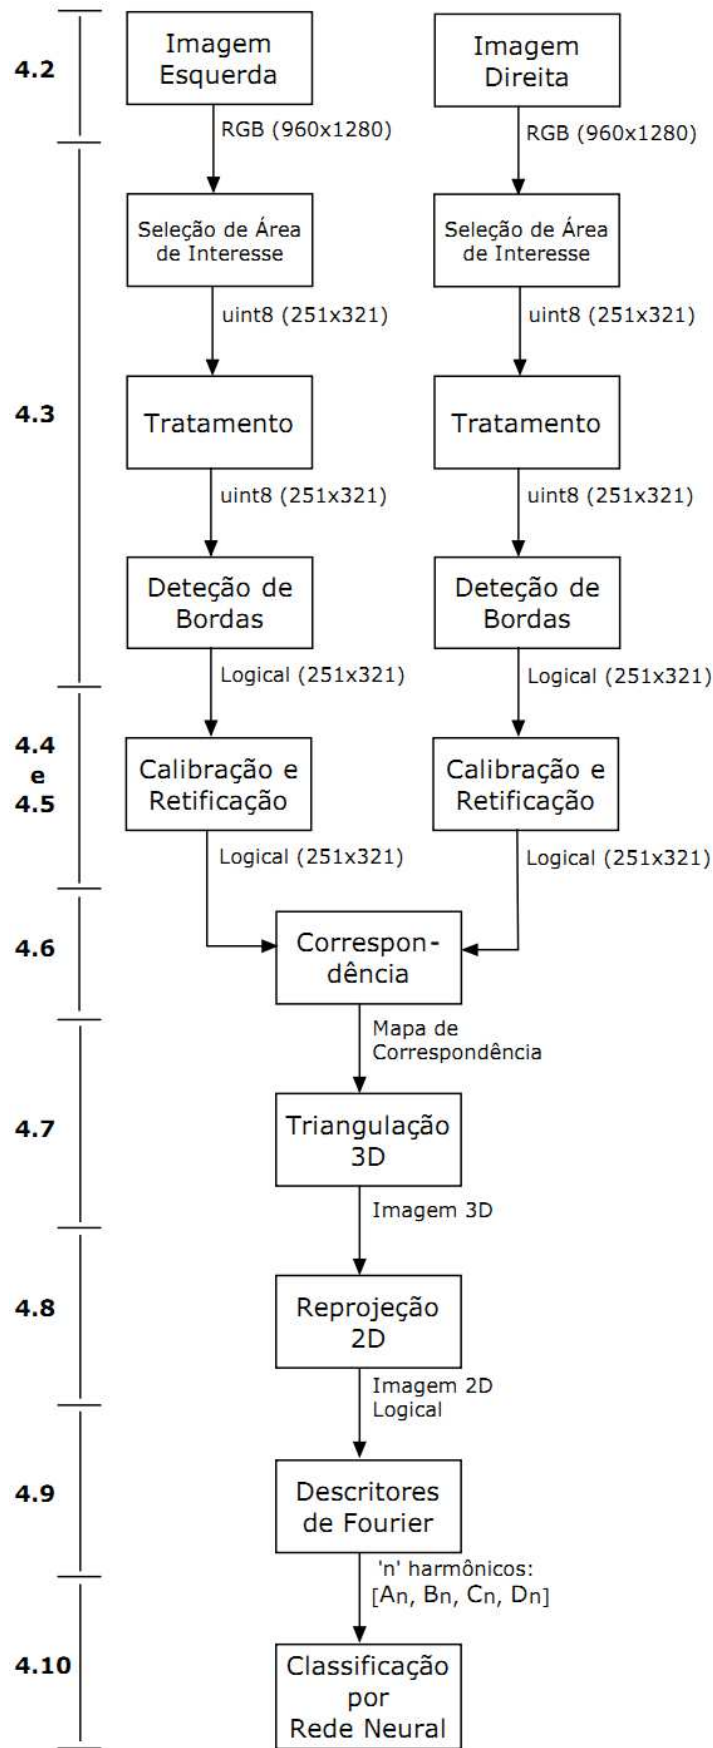 4.2
Imagem
Esquerda
Imagem
Direita
RGB (960x1280)
RGB (960x1280)
4.3
Seleção de Área
de Interesse
Seleção de Área
de Interesse
uint8 (251x321)
uint8 (251x321)
Tratamento
Tratamento
uint8 (251x321)
uint8 (251x321)
Deteção de
Bordas
Deteção de
Bordas
Logical (251x321)
Logical (251x321)
4.4
e
4.5
Calibração e
Retificação
Calibração e
Retificação
Logical (251x321)
Logical (251x321)
4.6
Correspon-
dência
Mapa de
Correspondência
4.7
Triangulação
3D
Imagem 3D
4.8
Reprojeção
2D
Imagem 2D
Logical
4.9
Descritores
de Fourier
'n' harmônicos:
[An, Bn, Cn, Dn]
4.10
Classificação
por
Rede Neural